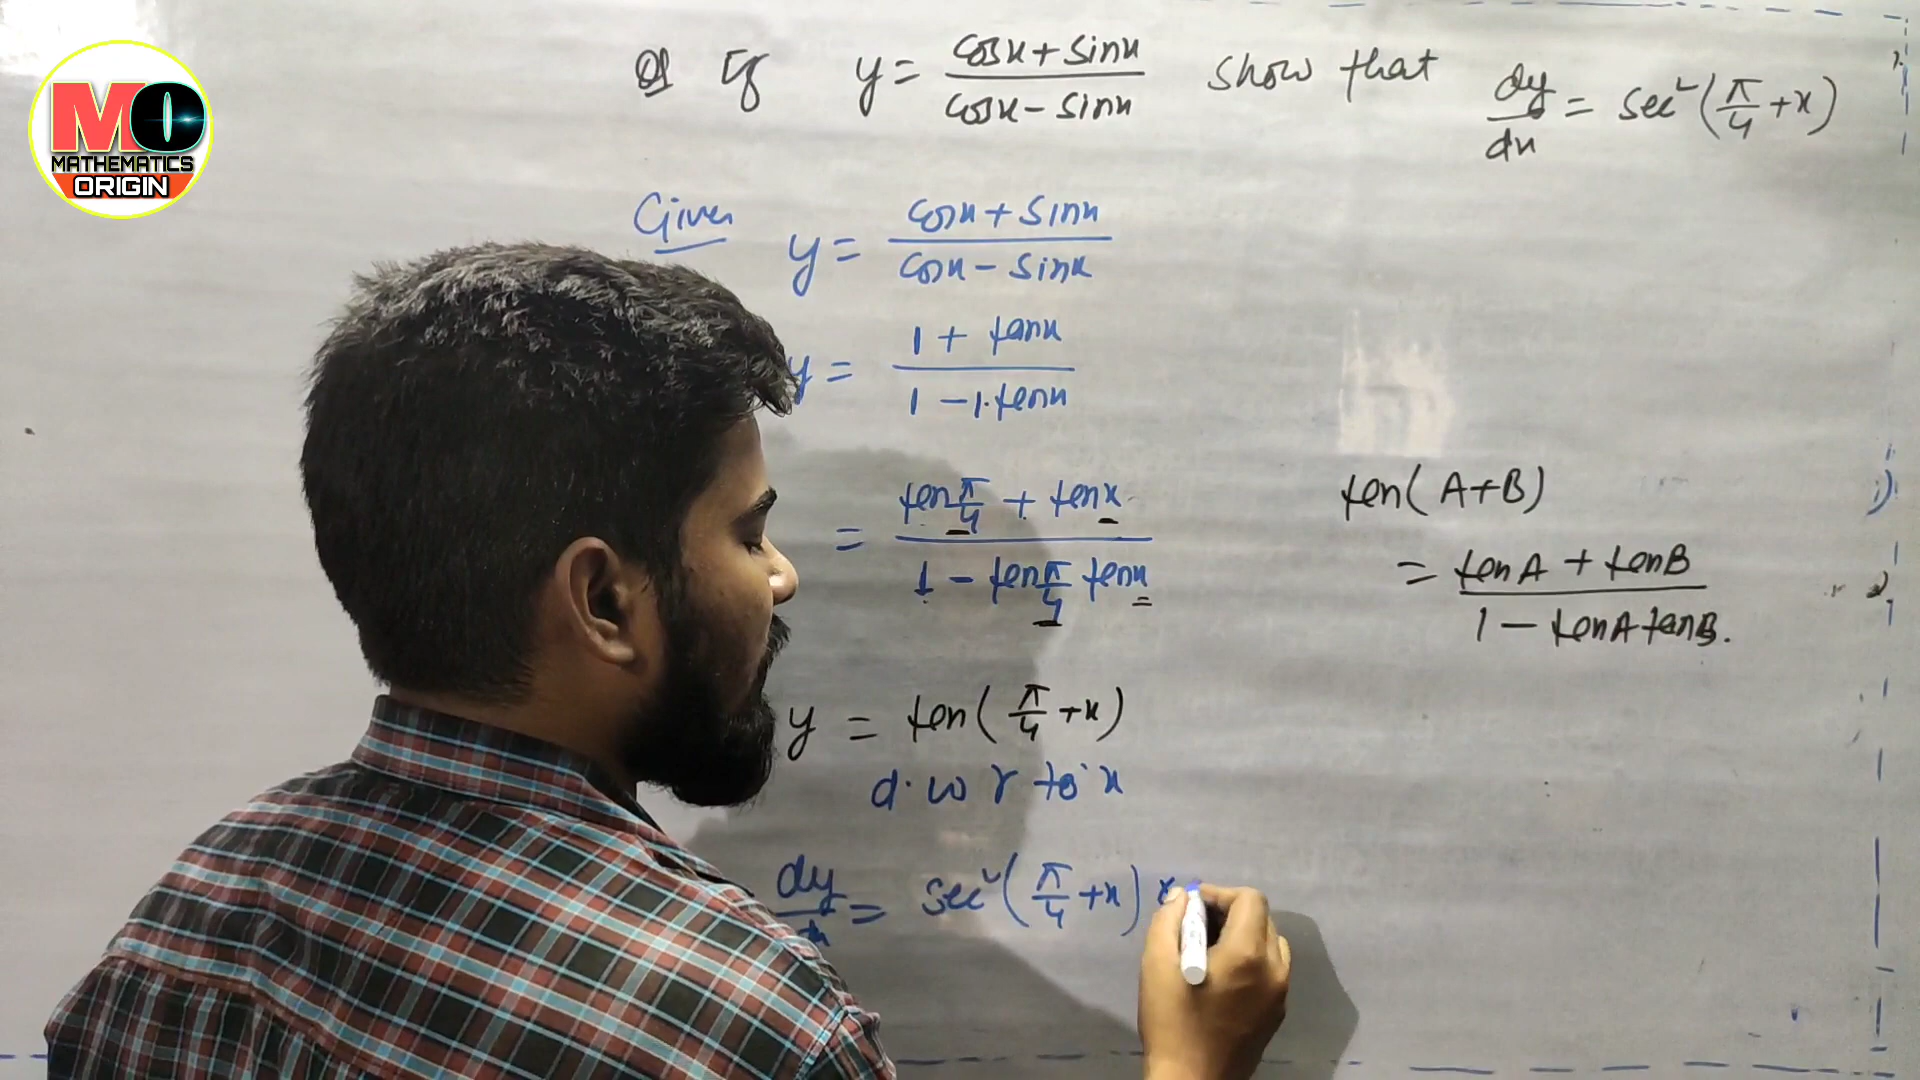 MO
MATHEMATICS
ORIGIN
Q If y = (cosx + sinx)/(cosx - sinx) show that dy/dx = sec²(π/4 + x)
Given y = (cosx + sinx)/(cosx - sinx)
y = (1 + tanx)/(1 - 1.tanx)
= (tan π/4 + tanx)/(1 - tan π/4 tanx)
tan(A+B)
= (tanA + tanB)/(1 - tanA tanB).
y = tan(π/4 + x)
d.w r to x
dy/dx = sec²(π/4 + x) ×